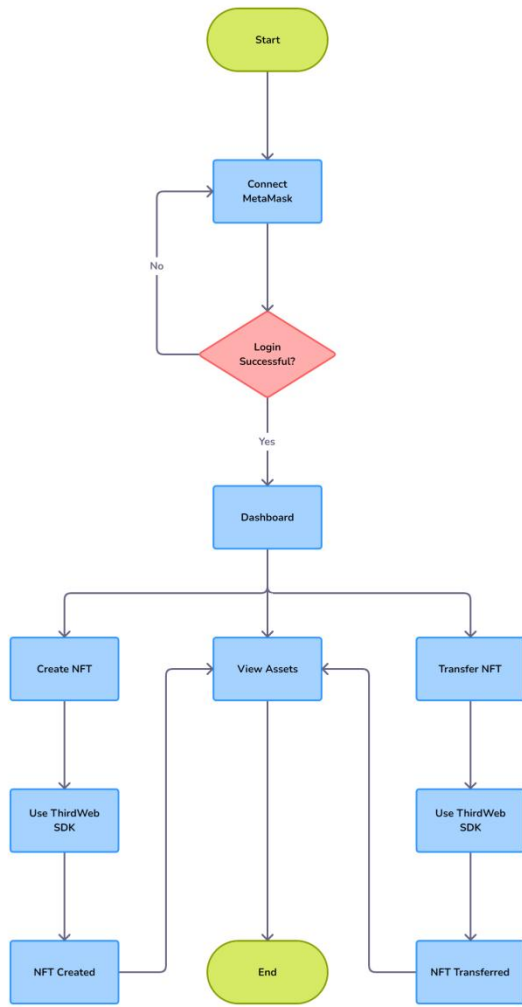 Start
Connect
MetaMask
No
Login
Successful?
Yes
Dashboard
Create NFT
View Assets
Transfer NFT
Use ThirdWeb
SDK
Use ThirdWeb
SDK
NFT Created
End
NFT Transferred